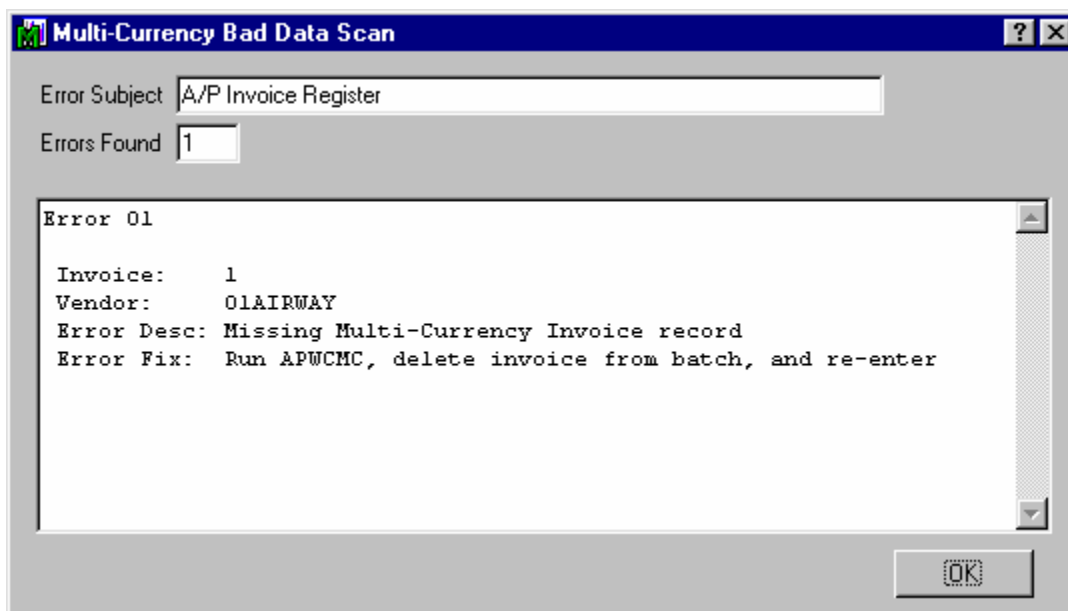 Multi-Currency Bad Data Scan
Error Subject A/P Invoice Register
Errors Found 1
Error 01
Invoice: 1
Vendor: 01AIRWAY
Error Desc: Missing Multi-Currency Invoice record
Error Fix: Run APWCMC, delete invoice from batch, and re-enter
OK